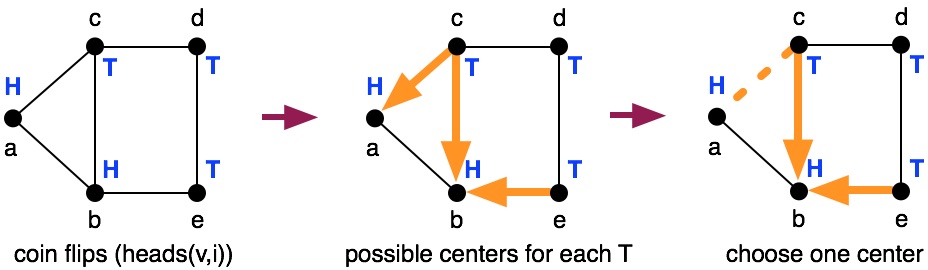 c d
H T T
a H T
b e
coin flips (heads(v,i))
c d
H T T
a H T
b e
possible centers for each T
c d
H T T
a H T
b e
choose one center